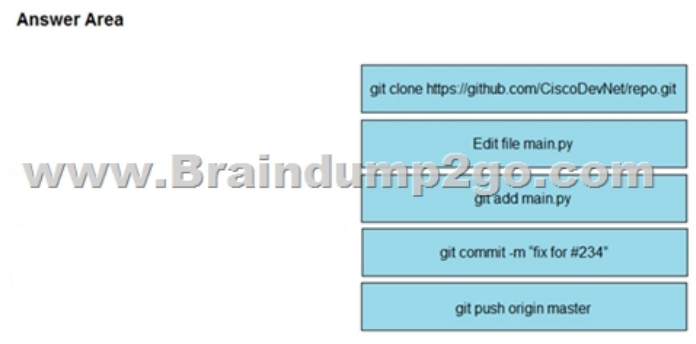 Answer Area
git clone https://github.com/CiscoDevNet/repo.git
Edit file main.py
www.Braindump2go.com
git add main.py
git commit -m "fix for #234"
git push origin master